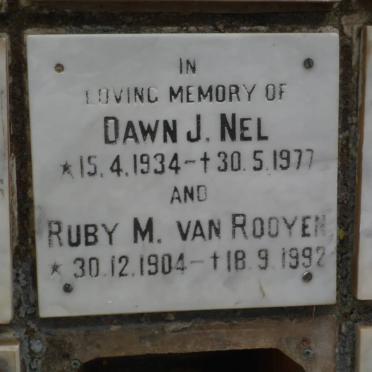 IN
LOVING MEMORY OF
DAWN J. NEL
★15.4.1934-†30.5.1977
AND
RUBY M. VAN ROOYEN
★30.12.1904-†18.9.1992